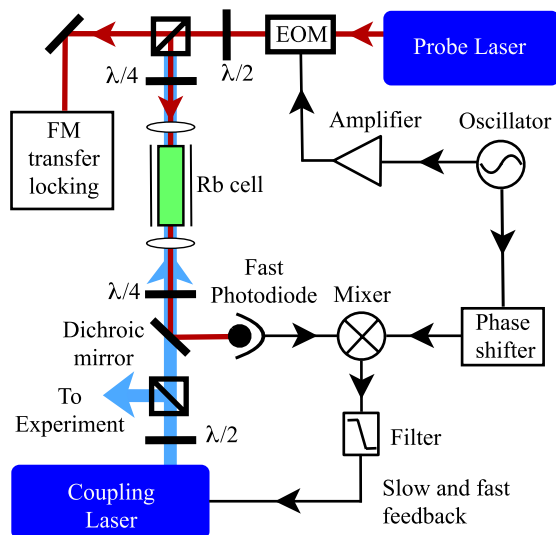 EOM
Probe Laser
λ/4
λ/2
FM
transfer
locking
Amplifier
Oscillator
Rb cell
λ/4
Fast
Photodiode
Mixer
Phase
shifter
Dichroic
mirror
To
Experiment
λ/2
Filter
Coupling
Laser
Slow and fast
feedback